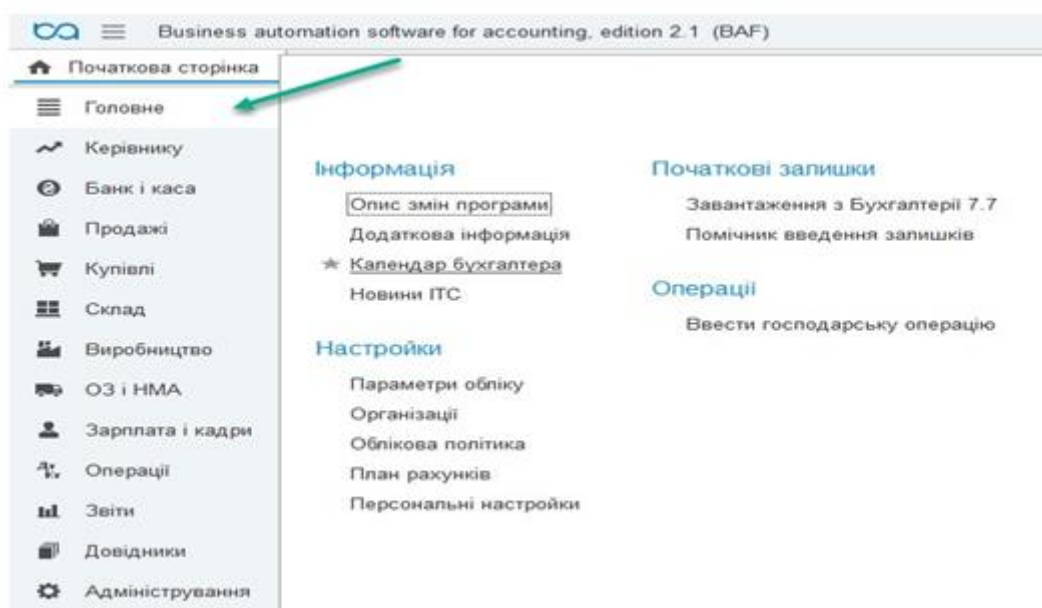 Business automation software for accounting, edition 2.1 (BAF)
Початкова сторінка
Головне
Керівнику
Банк і каса
Продажі
Купівлі
Склад
Виробництво
ОЗ і НМА
Зарплата і кадри
Операції
Звіти
Довідники
Адміністрування
Інформація
Опис змін програми
Додаткова інформація
Календар бухгалтера
Новини ІТС
Настройки
Параметри обліку
Організації
Облікова політика
План рахунків
Персональні настройки
Початкові залишки
Завантаження з Бухгалтерії 7.7
Помічник введення залишків
Операції
Ввести господарську операцію